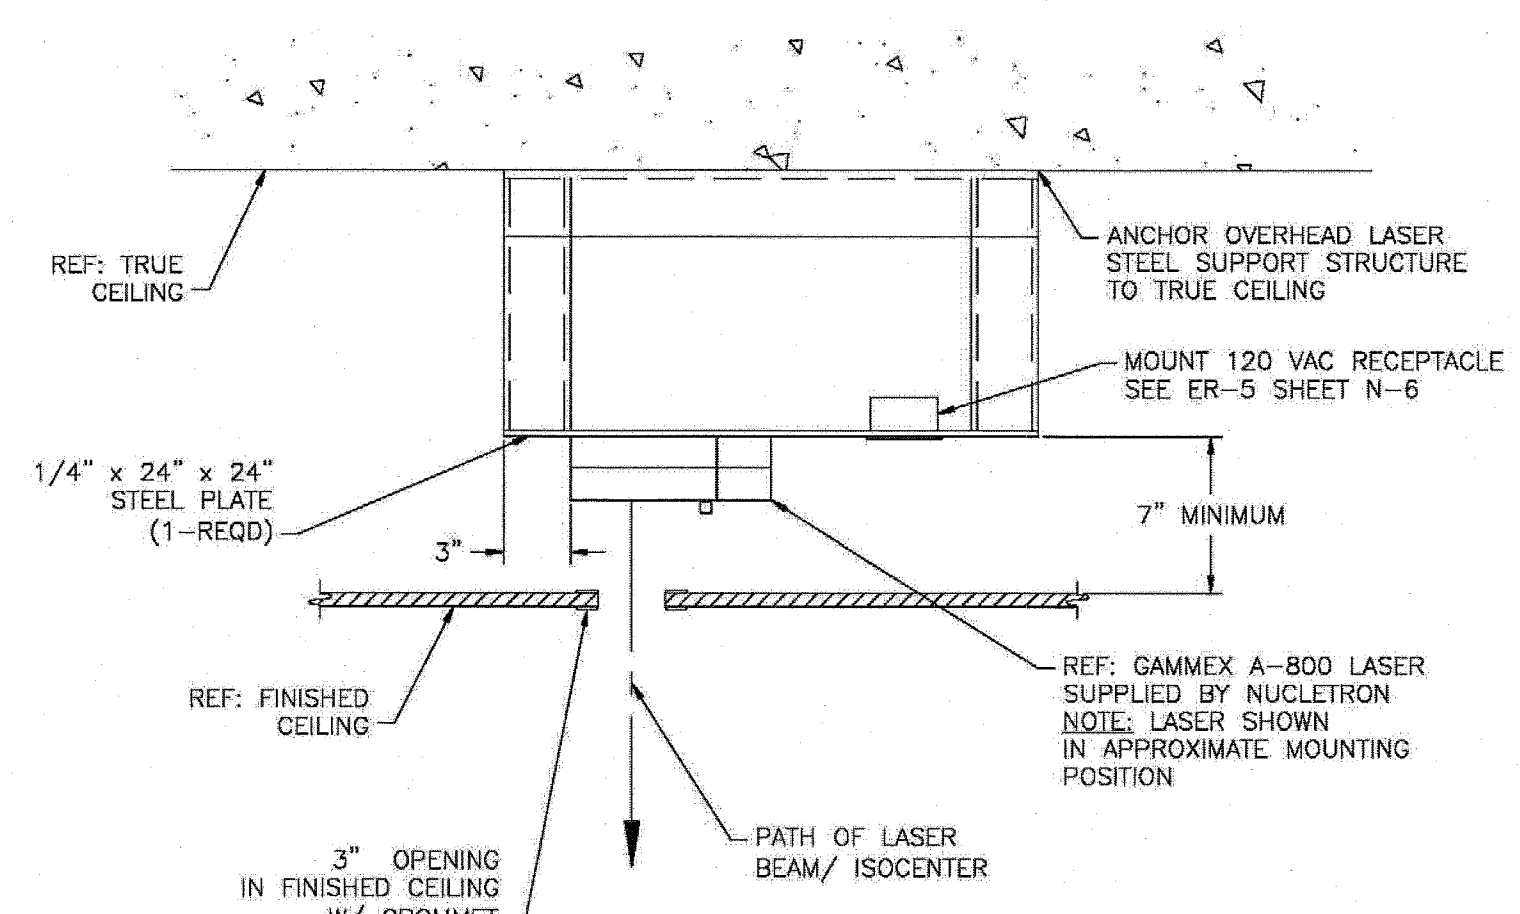 REF: TRUE
CEILING
ANCHOR OVERHEAD LASER
STEEL SUPPORT STRUCTURE
TO TRUE CEILING
MOUNT 120 VAC RECEPTACLE
SEE ER-5 SHEET N-6
1/4" x 24" x 24"
STEEL PLATE
(1-REQD)
3"
7" MINIMUM
REF: FINISHED
CEILING
REF: GAMMEX A-800 LASER
SUPPLIED BY NUCLETRON
NOTE: LASER SHOWN
IN APPROXIMATE MOUNTING
POSITION
PATH OF LASER
BEAM/ ISOCENTER
3" OPENING
IN FINISHED CEILING
W/ GROMMET